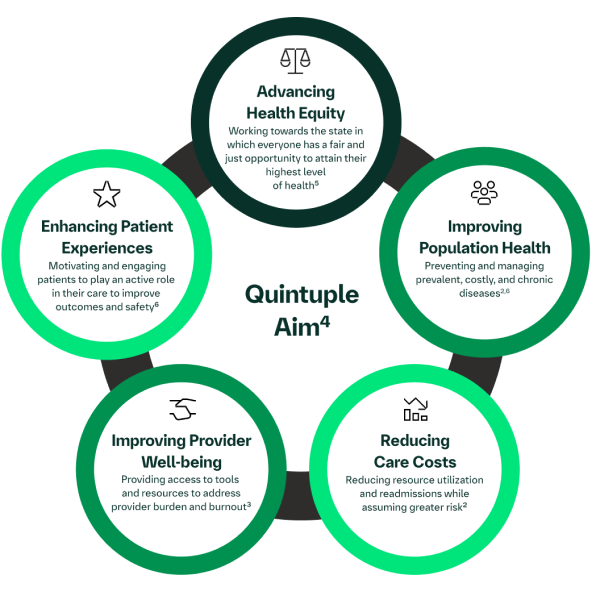 Advancing
Health Equity
Working towards the state in
which everyone has a fair and
just opportunity to attain their
highest level
of health⁵
Enhancing Patient
Experiences
Motivating and engaging
patients to play an active role
in their care to improve
outcomes and safety⁶
Improving
Population Health
Preventing and managing
prevalent, costly, and chronic
diseases²,⁶
Quintuple
Aim⁴
Improving Provider
Well-being
Providing access to tools
and resources to address
provider burden and burnout³
Reducing
Care Costs
Reducing resource utilization
and readmissions while
assuming greater risk²